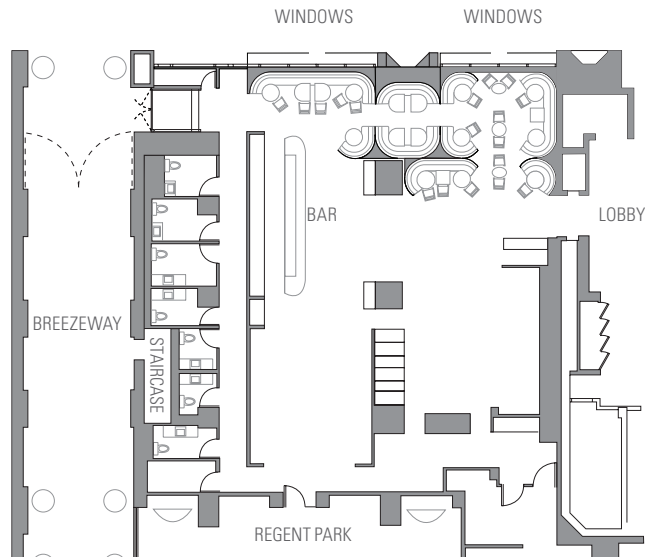 WINDOWS
WINDOWS
BAR
LOBBY
BREEZEWAY
STAIRCASE
REGENT PARK